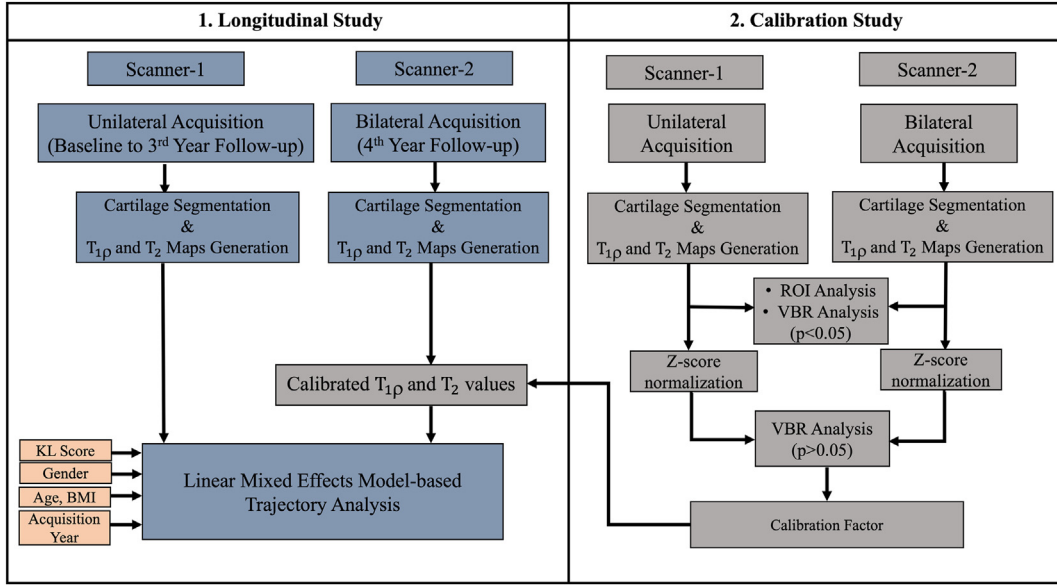 1. Longitudinal Study
Scanner-1
Scanner-2
Unilateral Acquisition
(Baseline to 3rd Year Follow-up)
Bilateral Acquisition
(4th Year Follow-up)
Cartilage Segmentation
&
T1ρ and T2 Maps Generation
Cartilage Segmentation
&
T1ρ and T2 Maps Generation
Calibrated T1ρ and T2 values
KL Score
Gender
Age, BMI
Acquisition
Year
Linear Mixed Effects Model-based
Trajectory Analysis
2. Calibration Study
Scanner-1
Scanner-2
Unilateral
Acquisition
Bilateral
Acquisition
Cartilage Segmentation
&
T1ρ and T2 Maps Generation
Cartilage Segmentation
&
T1ρ and T2 Maps Generation
• ROI Analysis
• VBR Analysis
(p<0.05)
Z-score
normalization
Z-score
normalization
VBR Analysis
(p>0.05)
Calibration Factor